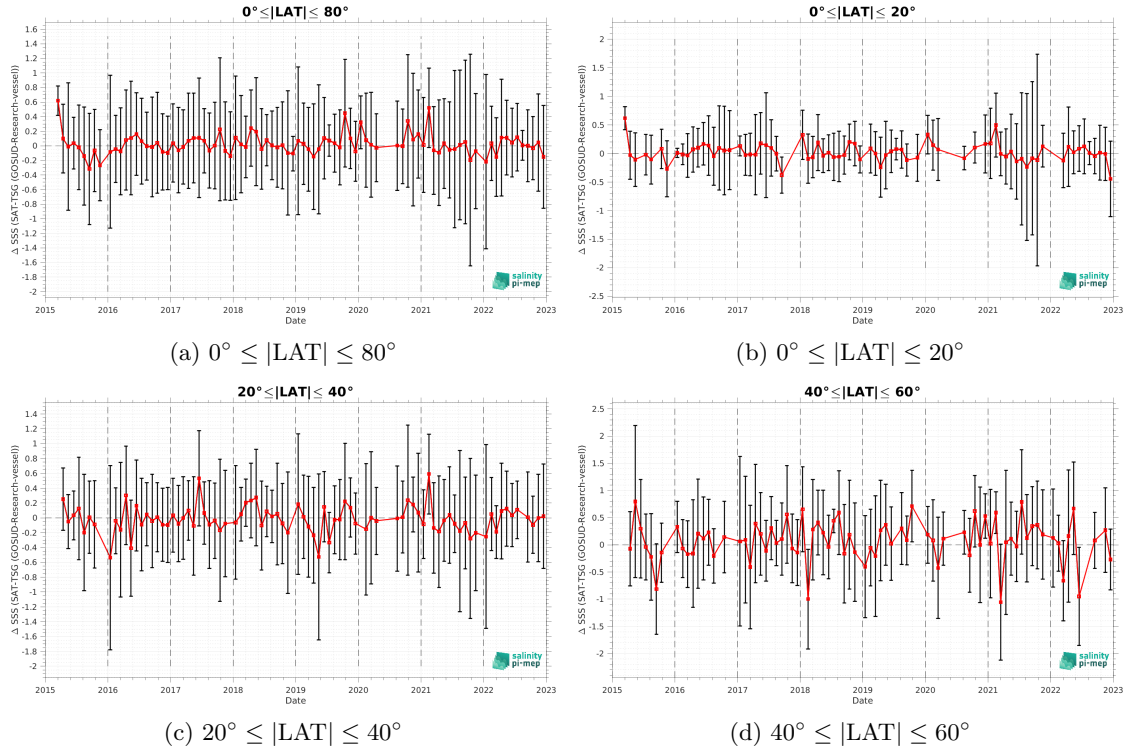 0°≤|LAT|≤ 80°
Δ SSS (SAT-TSG (GOSUD-Research-vessel))
1.6
1.4
1.2
1
0.8
0.6
0.4
0.2
0
-0.2
-0.4
-0.6
-0.8
-1
-1.2
-1.4
-1.6
-1.8
-2
2015 2016 2017 2018 2019 2020 2021 2022 2023
Date
salinity
pi-mep
(a) 0° ≤ |LAT| ≤ 80°
0°≤|LAT|≤ 20°
Δ SSS (SAT-TSG (GOSUD-Research-vessel))
2
1.5
1
0.5
0
-0.5
-1
-1.5
-2
-2.5
2015 2016 2017 2018 2019 2020 2021 2022 2023
Date
salinity
pi-mep
(b) 0° ≤ |LAT| ≤ 20°
20°≤|LAT|≤ 40°
Δ SSS (SAT-TSG (GOSUD-Research-vessel))
1.4
1.2
1
0.8
0.6
0.4
0.2
0
-0.2
-0.4
-0.6
-0.8
-1
-1.2
-1.4
-1.6
-1.8
-2
2015 2016 2017 2018 2019 2020 2021 2022 2023
Date
salinity
pi-mep
(c) 20° ≤ |LAT| ≤ 40°
40°≤|LAT|≤ 60°
Δ SSS (SAT-TSG (GOSUD-Research-vessel))
2.5
2
1.5
1
0.5
0
-0.5
-1
-1.5
-2
2015 2016 2017 2018 2019 2020 2021 2022 2023
Date
salinity
pi-mep
(d) 40° ≤ |LAT| ≤ 60°